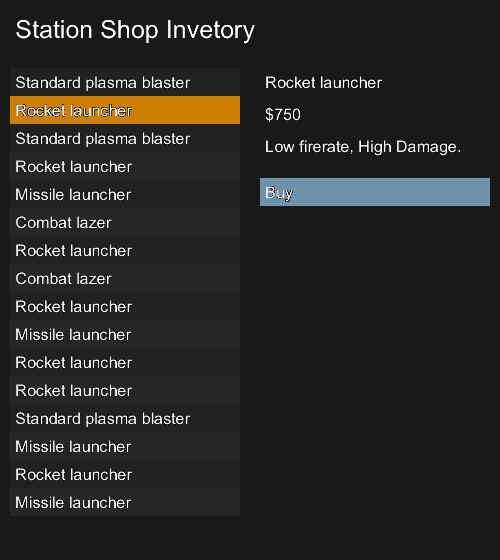 Station Shop Invetory
Standard plasma blaster
Rocket launcher
Standard plasma blaster
Rocket launcher
Missile launcher
Combat lazer
Rocket launcher
Combat lazer
Rocket launcher
Missile launcher
Rocket launcher
Rocket launcher
Standard plasma blaster
Missile launcher
Rocket launcher
Missile launcher
Rocket launcher
$750
Low firerate, High Damage.
Buy